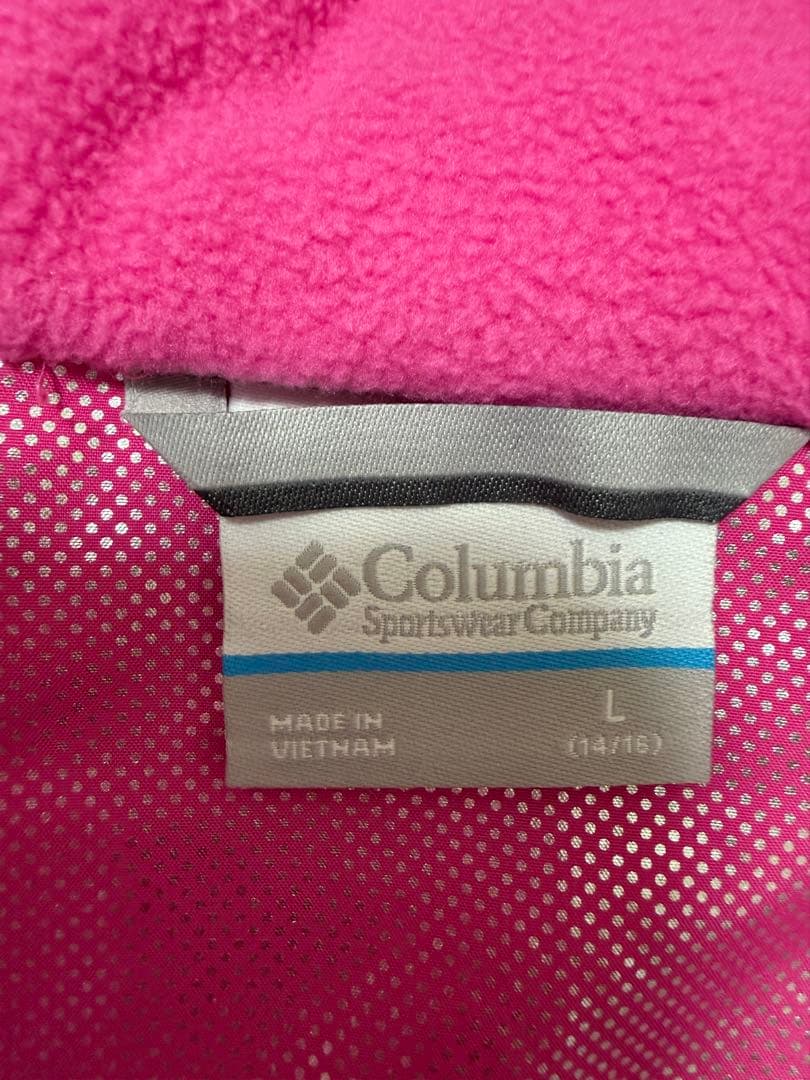 Columbia
Sportswear Company
MADE IN
VIETNAM
L
(14/16)